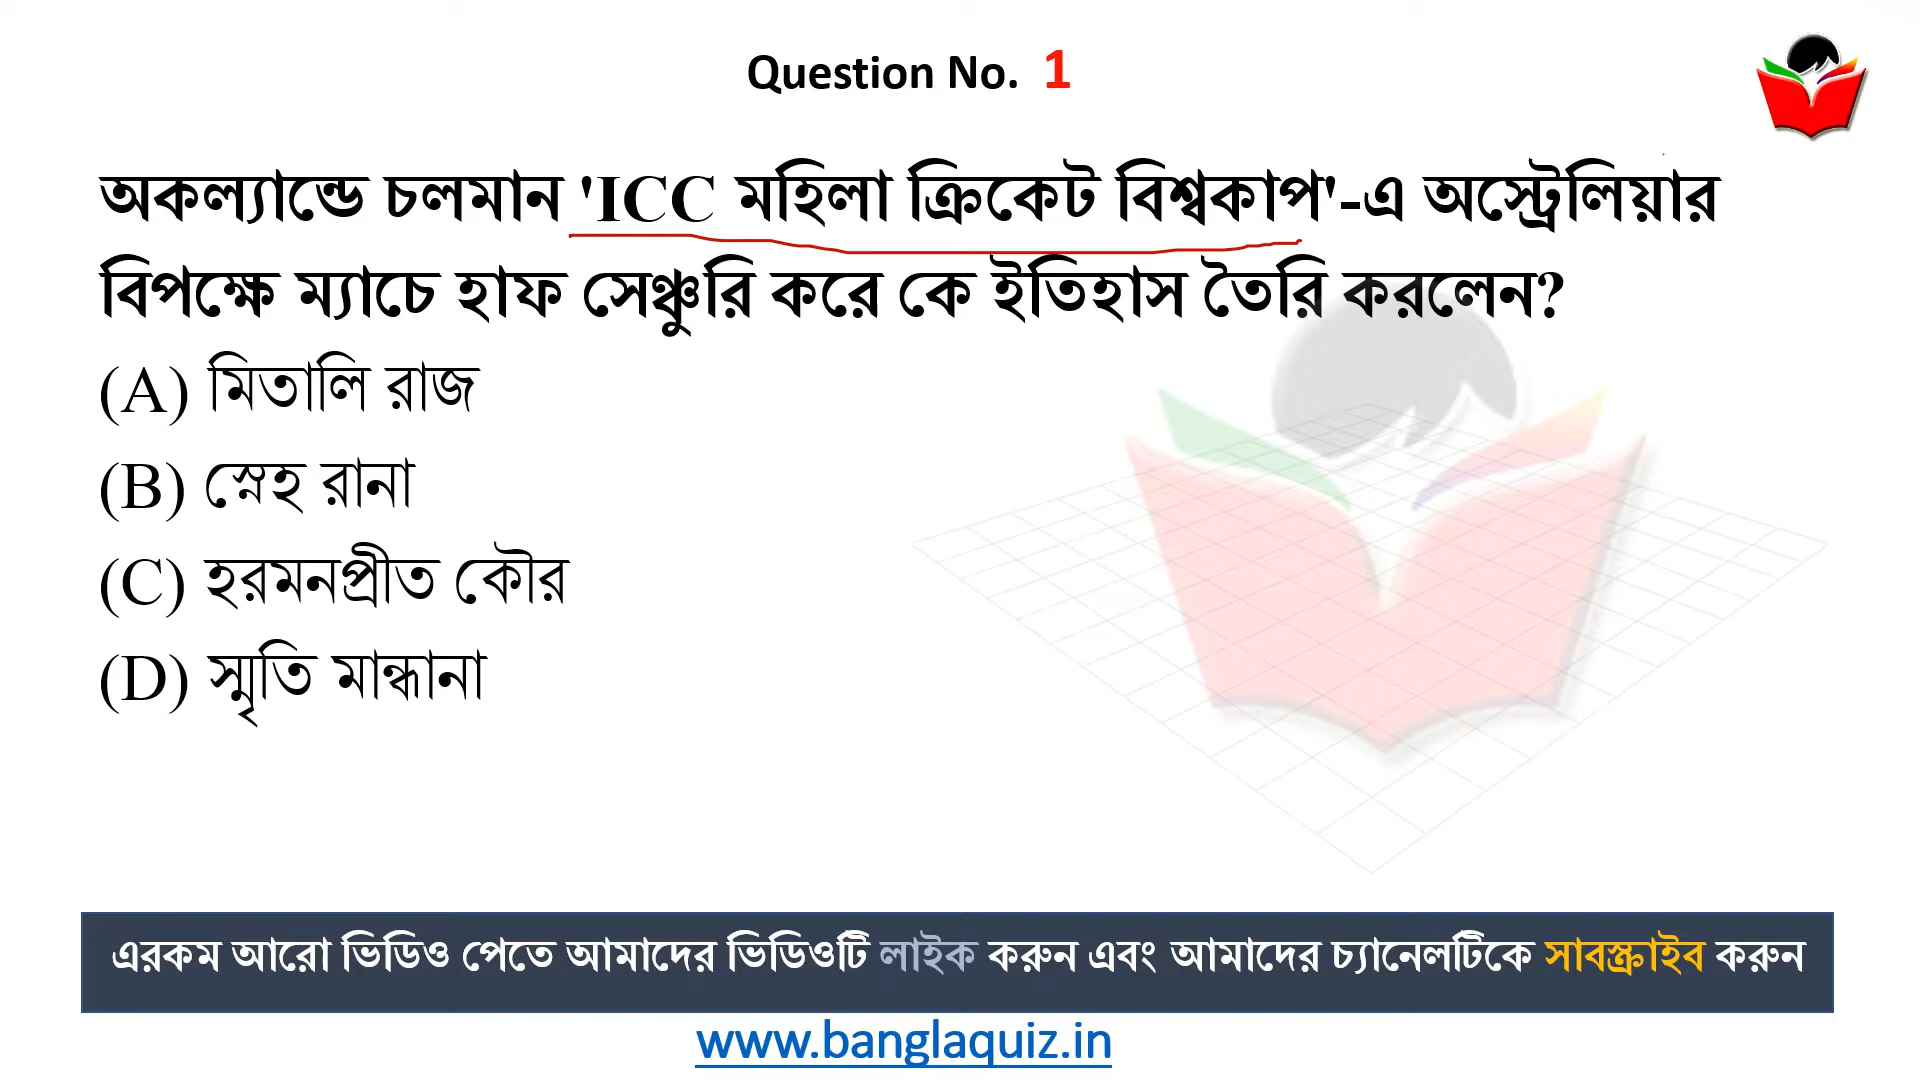 Question No. 1
অকল্যান্ডে চলমান 'ICC মহিলা ক্রিকেট বিশ্বকাপ'-এ অস্ট্রেলিয়ার
বিপক্ষে ম্যাচে হাফ সেঞ্চুরি করে কে ইতিহাস তৈরি করলেন?
(A) মিতালি রাজ
(B) স্নেহ রানা
(C) হরমনপ্রীত কৌর
(D) স্মৃতি মান্ধানা
এরকম আরো ভিডিও পেতে আমাদের ভিডিওটি লাইক করুন এবং আমাদের চ্যানেলটিকে সাবস্ক্রাইব করুন
www.banglaquiz.in